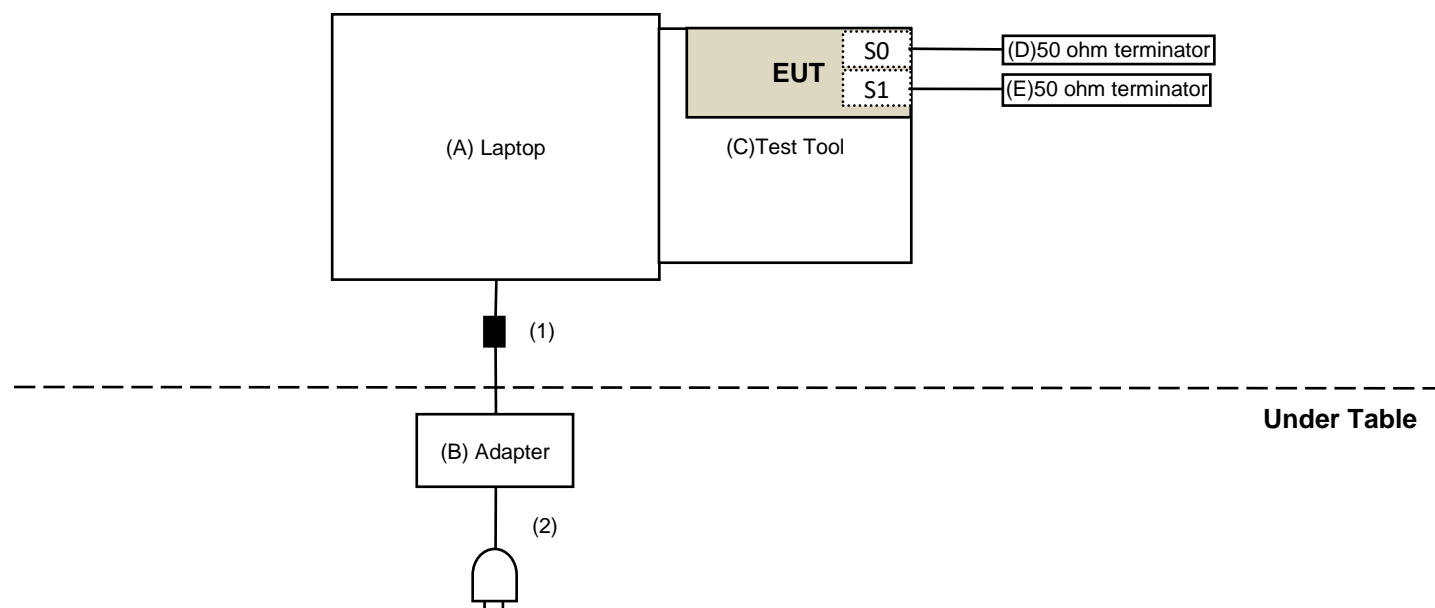 S0
(D)50 ohm terminator
EUT
S1
(E)50 ohm terminator
(A) Laptop
(C)Test Tool
(1)
Under Table
(B) Adapter
(2)